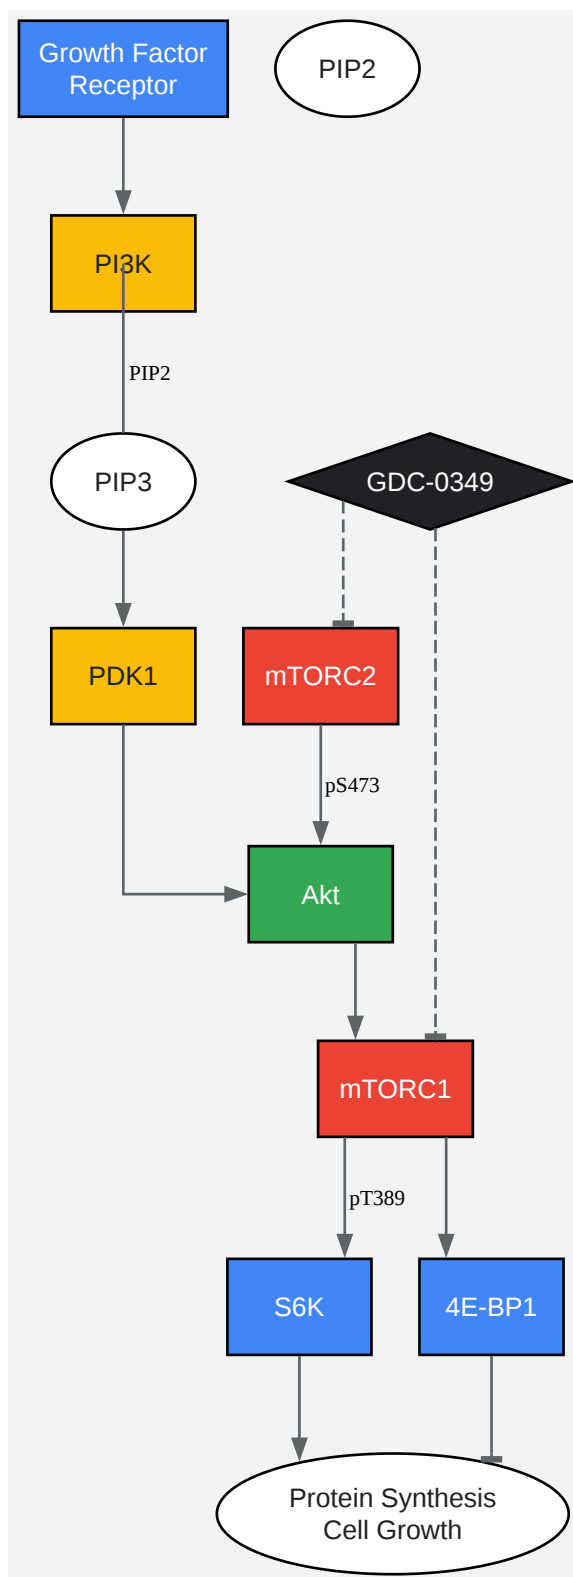 Growth Factor
Receptor
PIP2
PI3K
PIP2
PIP3
GDC-0349
PDK1
mTORC2
pS473
Akt
mTORC1
pT389
S6K
4E-BP1
Protein Synthesis
Cell Growth